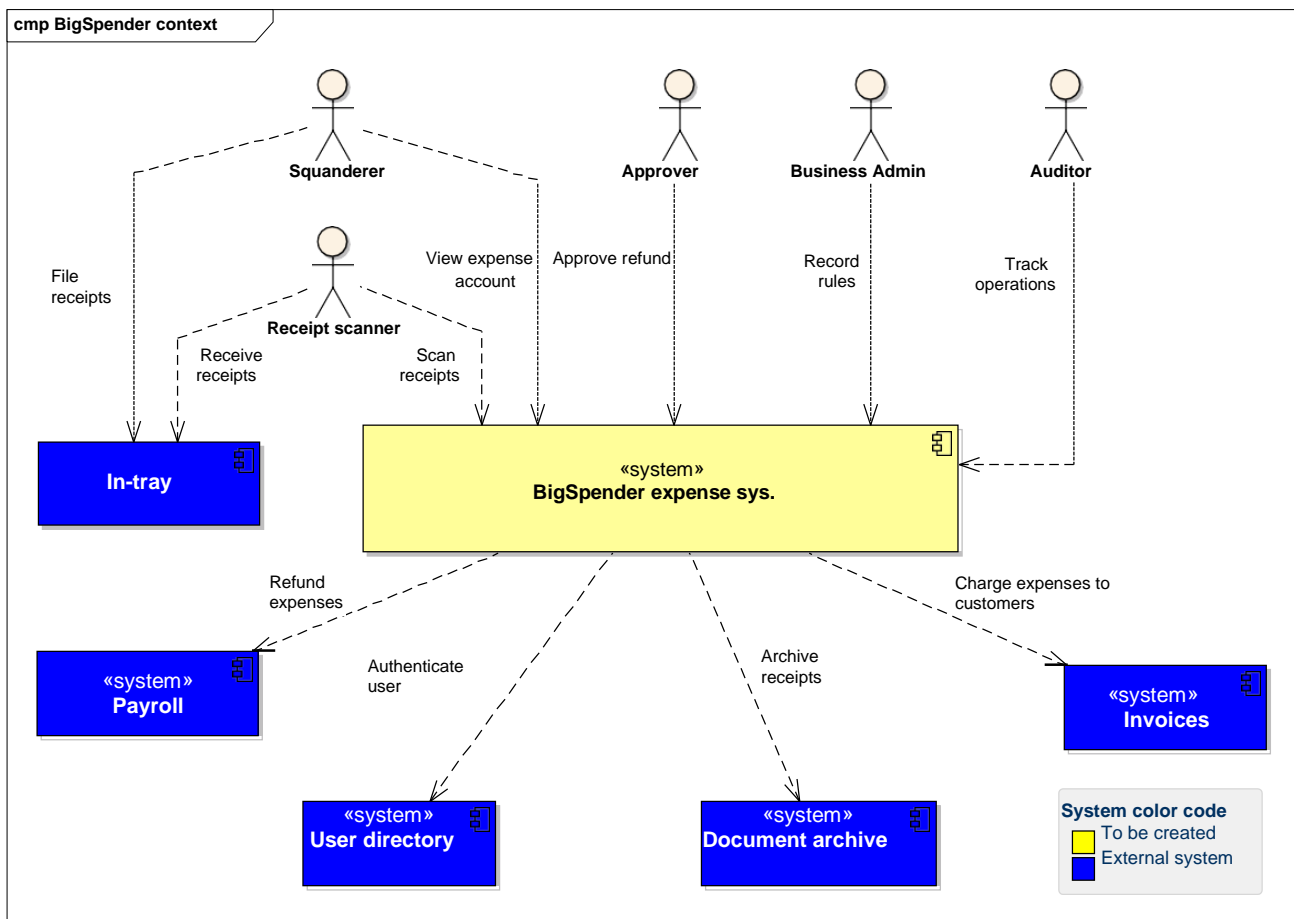 cmp BigSpender context
Squanderer
Approver
Business Admin
Auditor
File
receipts
View expense
account
Approve refund
Record
rules
Track
operations
Receipt scanner
Receive
receipts
Scan
receipts
In-tray
«system»
BigSpender expense sys.
Refund
expenses
Charge expenses to
customers
Authenticate
user
Archive
receipts
«system»
Payroll
«system»
Invoices
«system»
User directory
«system»
Document archive
System color code
To be created
External system